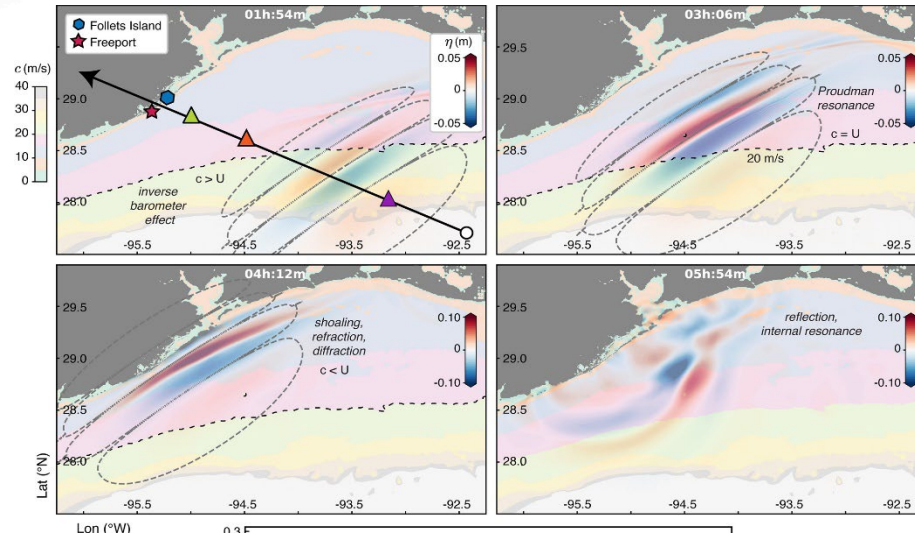 01h:54m
Follets Island
Freeport
η (m)
0.05
0
-0.05
c (m/s)
40
30
20
10
0
29.0
28.5
28.0
c > U
inverse
barometer
effect
-95.5
-94.5
-93.5
-92.5
03h:06m
29.5
29.0
28.5
28.0
0.05
0
-0.05
Proudman
resonance
c = U
20 m/s
-95.5
-94.5
-93.5
-92.5
04h:12m
29.5
29.0
28.5
28.0
shoaling,
refraction,
diffraction
c < U
0.10
0
-0.10
-95.5
-94.5
-93.5
-92.5
Lat (°N)
Lon (°W)
05h:54m
29.5
29.0
28.5
28.0
reflection,
internal resonance
0.10
0
-0.10
-95.5
-94.5
-93.5
-92.5
0.3